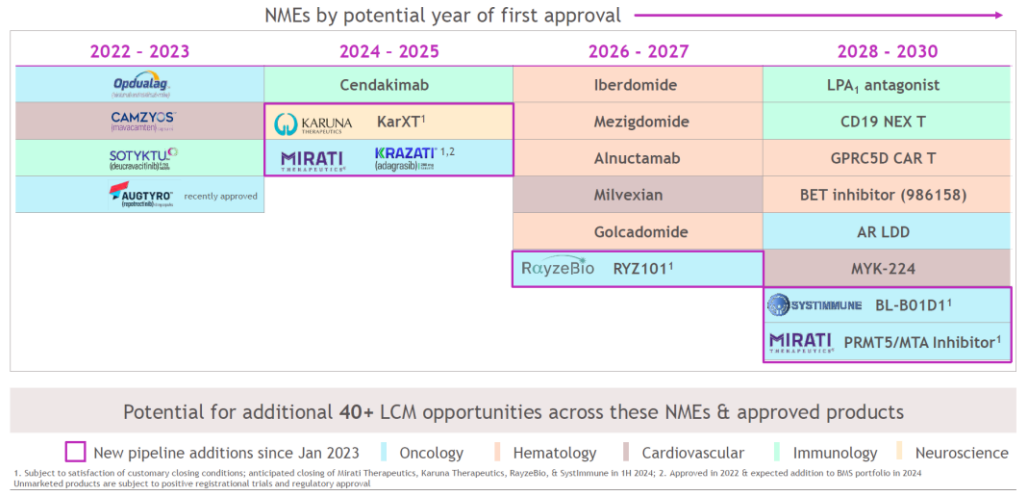 NMEs by potential year of first approval
2022 - 2023
2024 - 2025
2026 - 2027
2028 - 2030
Opdualag
Cendakimab
Iberdomide
LPA1 antagonist
CAMZYOS
(mavacamten)
KARUNA
THERAPEUTICS
KarXT1
Mezigdomide
CD19 NEX T
SOTYKTU
(deucravacitinib)
MIRATI
THERAPEUTICS
KRAZATI 1,2
(adagrasib)
Alnuctamab
GPRC5D CAR T
AUGTYRO
(repotrectinib)
recently approved
Milvexian
BET inhibitor (986158)
Golcadomide
AR LDD
RayzeBio RYZ1011
MYK-224
SYSTIMMUNE BL-B01D11
MIRATI
THERAPEUTICS
PRMT5/MTA Inhibitor1
Potential for additional 40+ LCM opportunities across these NMEs & approved products
New pipeline additions since Jan 2023
Oncology
Hematology
Cardiovascular
Immunology
Neuroscience
1. Subject to satisfaction of customary closing conditions; anticipated closing of Mirati Therapeutics, Karuna Therapeutics, RayzeBio, & SystImmune in 1H 2024; 2. Approved in 2022 & expected addition to BMS portfolio in 2024
Unmarketed products are subject to positive registrational trials and regulatory approval